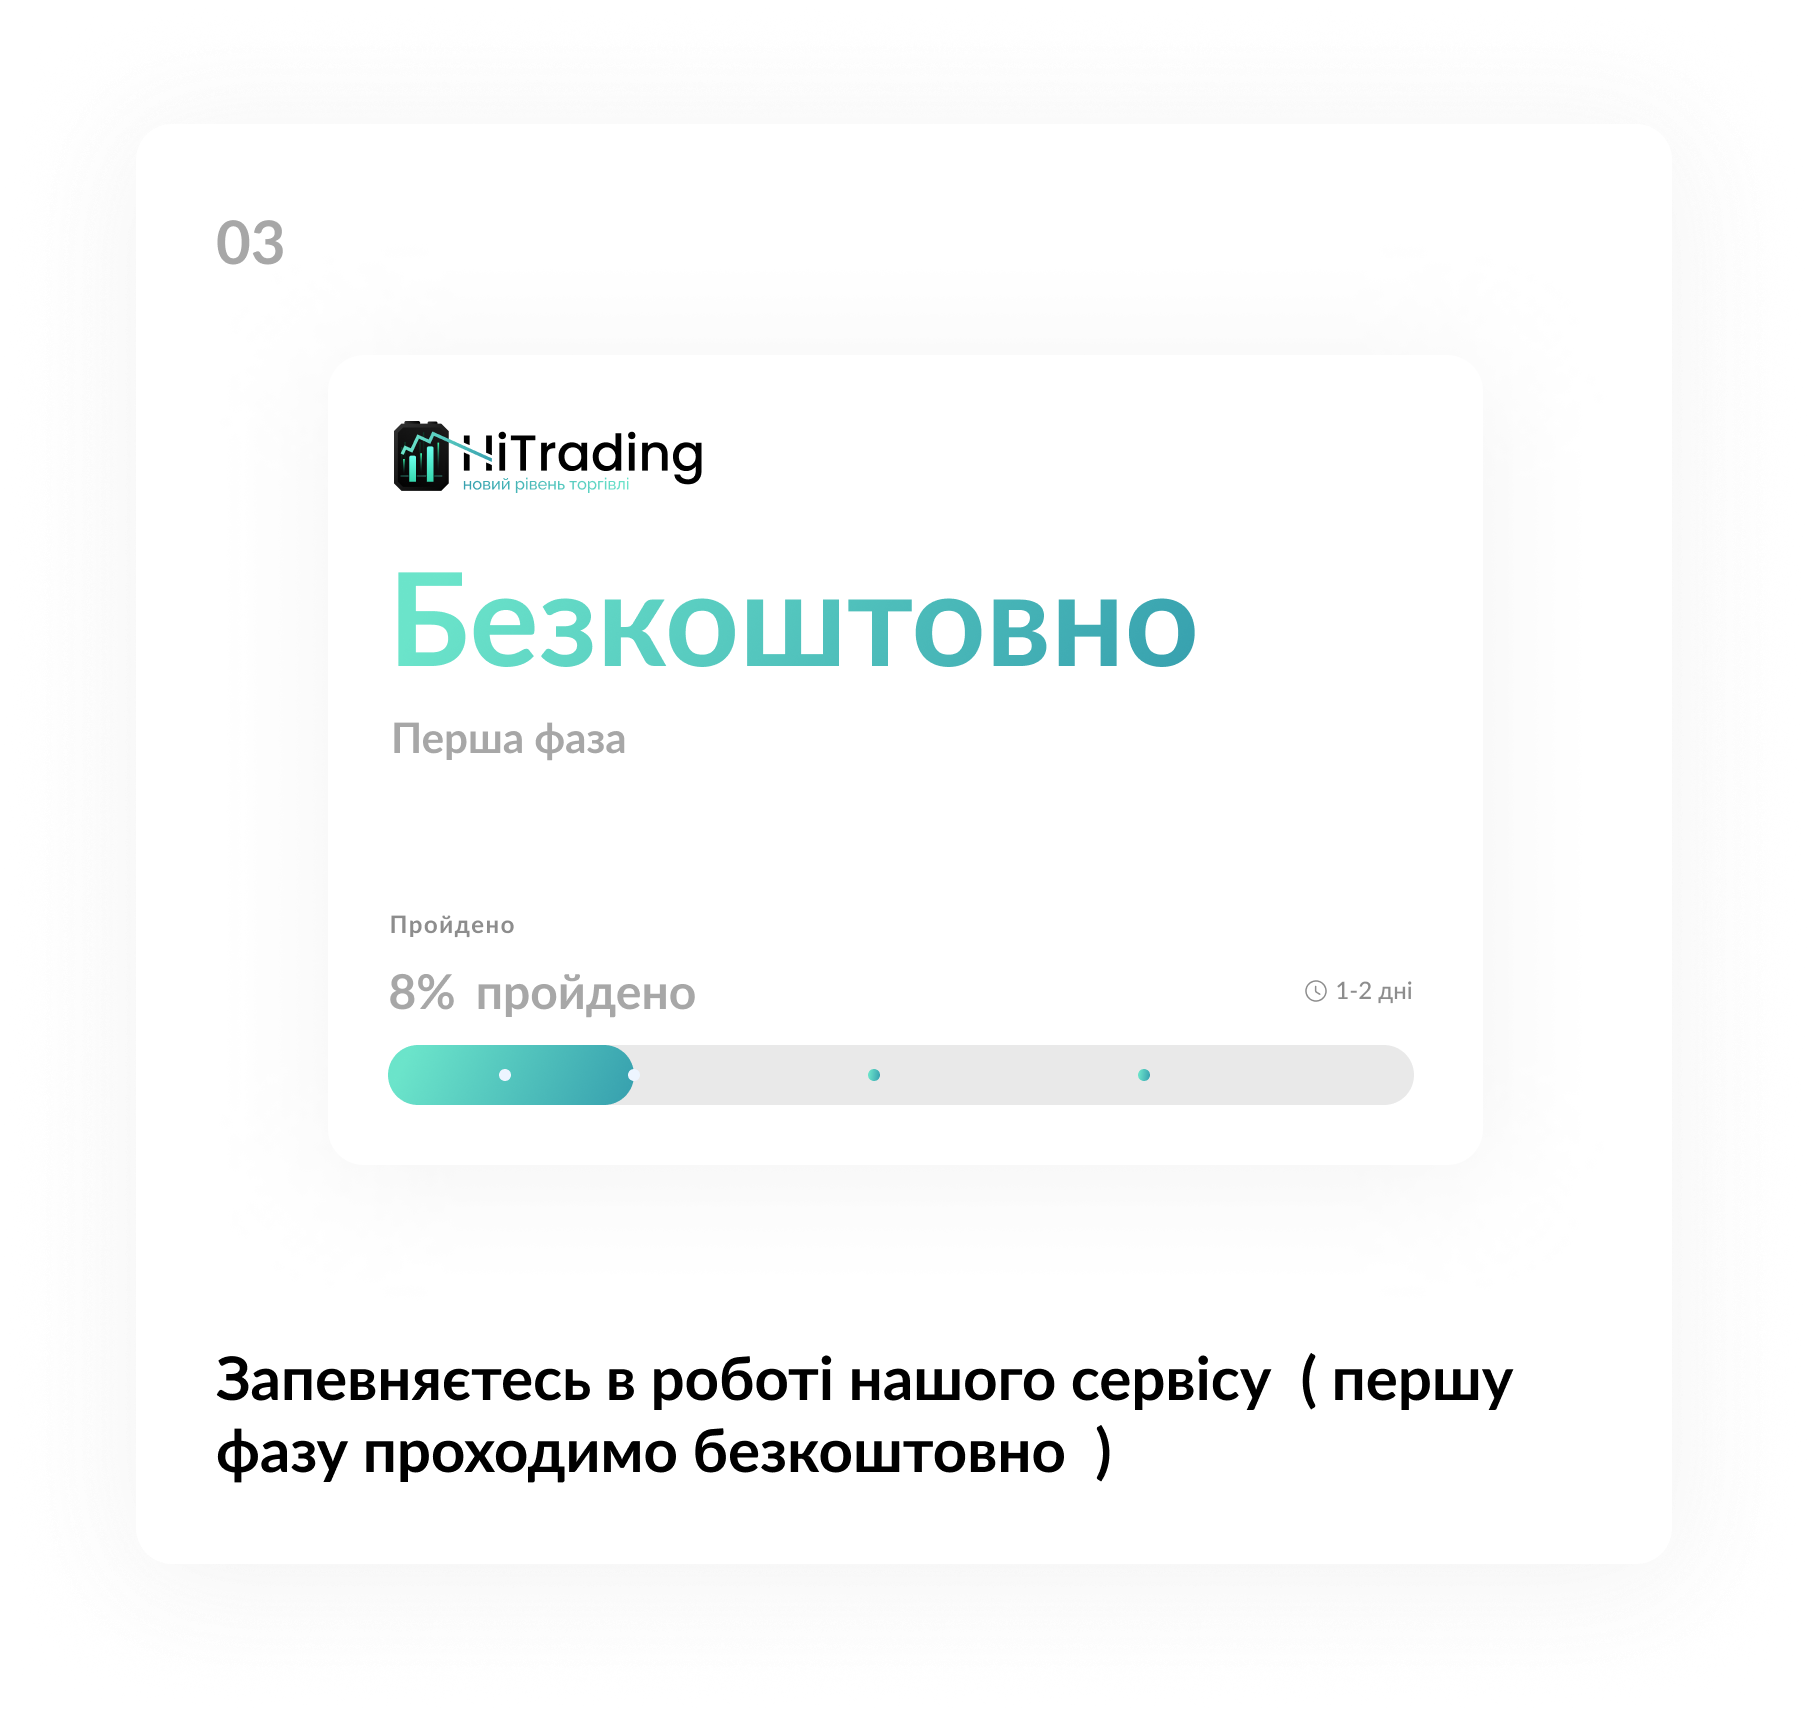 03
HiTrading
новий рівень торгівлі
Безкоштовно
Перша фаза
Пройдено
8% пройдено
1-2 дні
Запевняєтесь в роботі нашого сервісу ( першу
фазу проходимо безкоштовно )